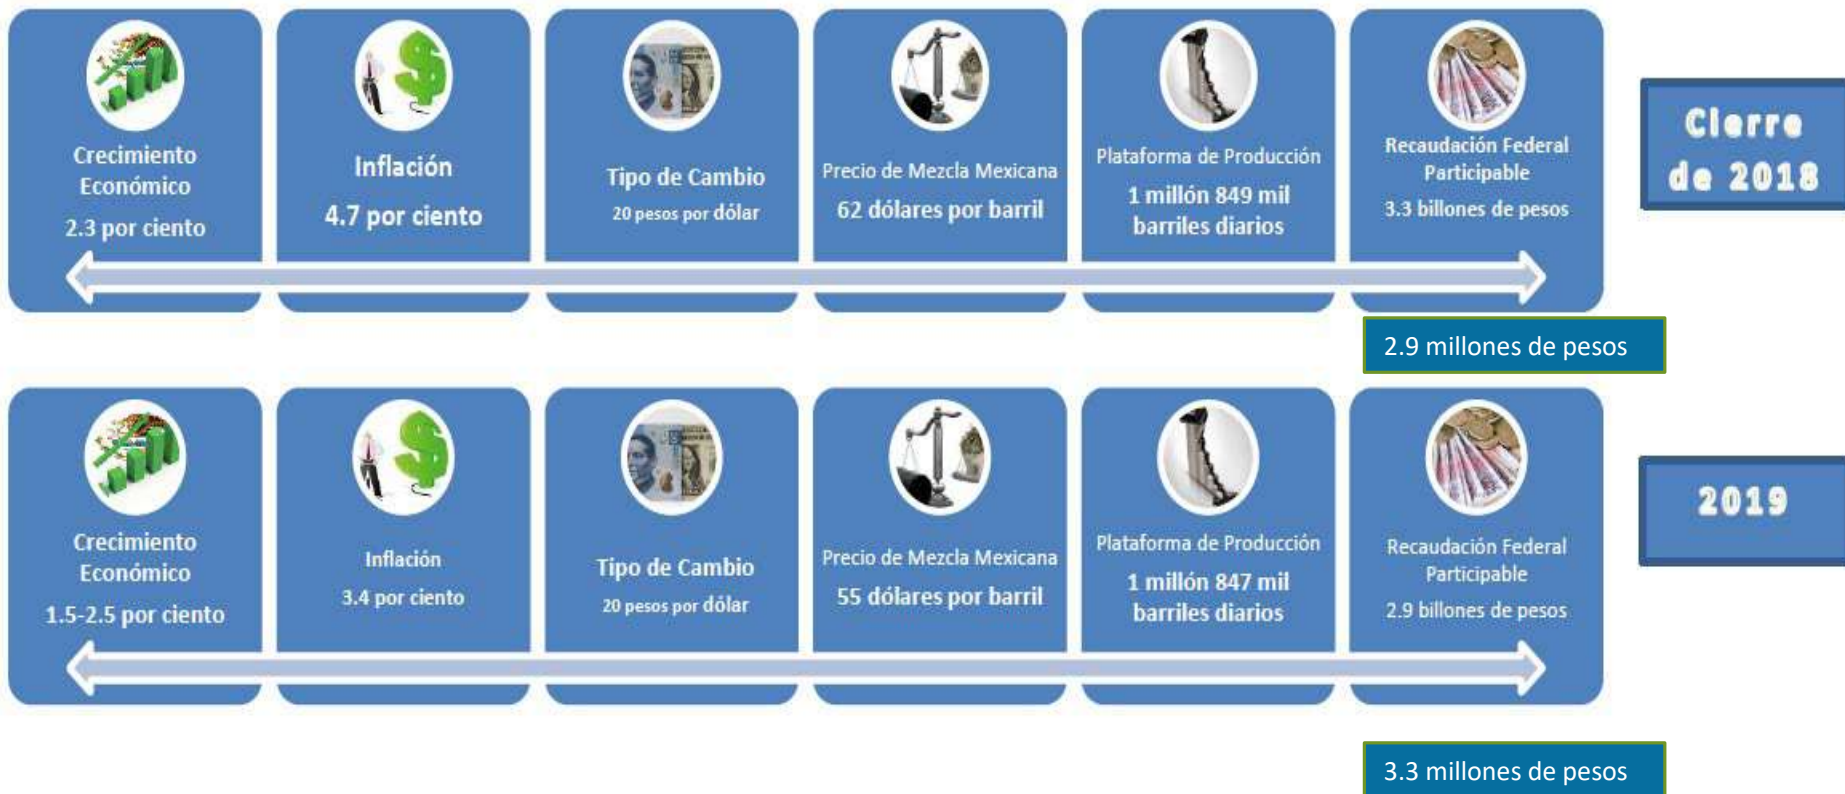 Crecimiento
Económico
2.3 por ciento
Inflación
4.7 por ciento
Tipo de Cambio
20 pesos por dólar
Precio de Mezcla Mexicana
62 dólares por barril
Plataforma de Producción
1 millón 849 mil
barriles diarios
Recaudación Federal
Participable
3.3 billones de pesos
Cierre
de 2018
2.9 millones de pesos
Crecimiento
Económico
1.5-2.5 por ciento
Inflación
3.4 por ciento
Tipo de Cambio
20 pesos por dólar
Precio de Mezcla Mexicana
55 dólares por barril
Plataforma de Producción
1 millón 847 mil
barriles diarios
Recaudación Federal
Participable
2.9 billones de pesos
2019
3.3 millones de pesos